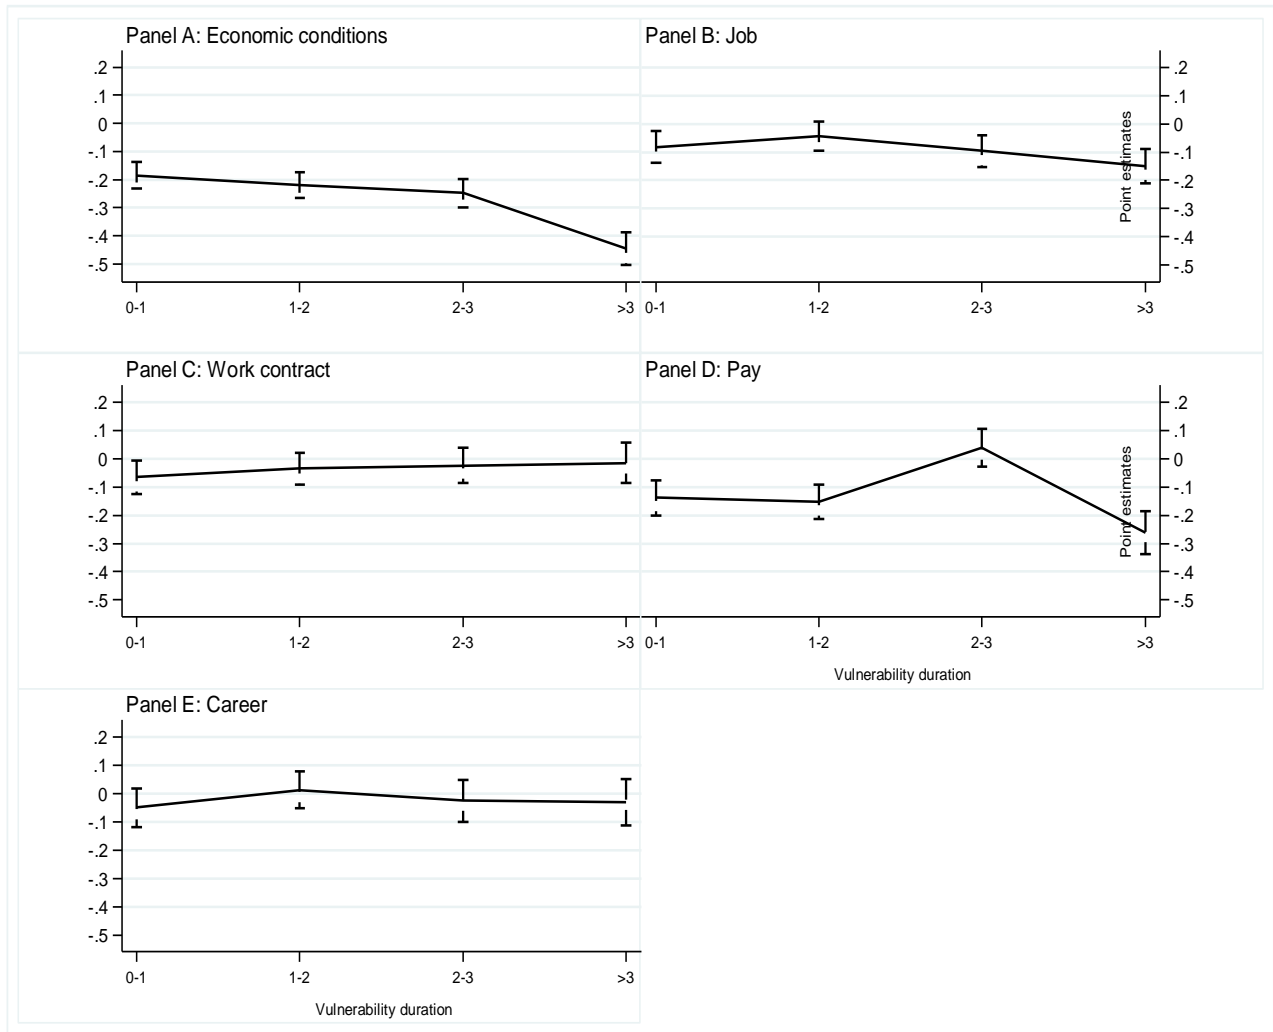 Panel A: Economic conditions
.2
.1
0
-.1
-.2
-.3
-.4
-.5
0-1 1-2 2-3 >3
Panel B: Job
.2
.1
0
-.1
-.2
-.3
-.4
-.5
Point estimates
0-1 1-2 2-3 >3
Panel C: Work contract
.2
.1
0
-.1
-.2
-.3
-.4
-.5
0-1 1-2 2-3 >3
Panel D: Pay
.2
.1
0
-.1
-.2
-.3
-.4
-.5
Point estimates
0-1 1-2 2-3 >3
Vulnerability duration
Panel E: Career
.2
.1
0
-.1
-.2
-.3
-.4
-.5
0-1 1-2 2-3 >3
Vulnerability duration